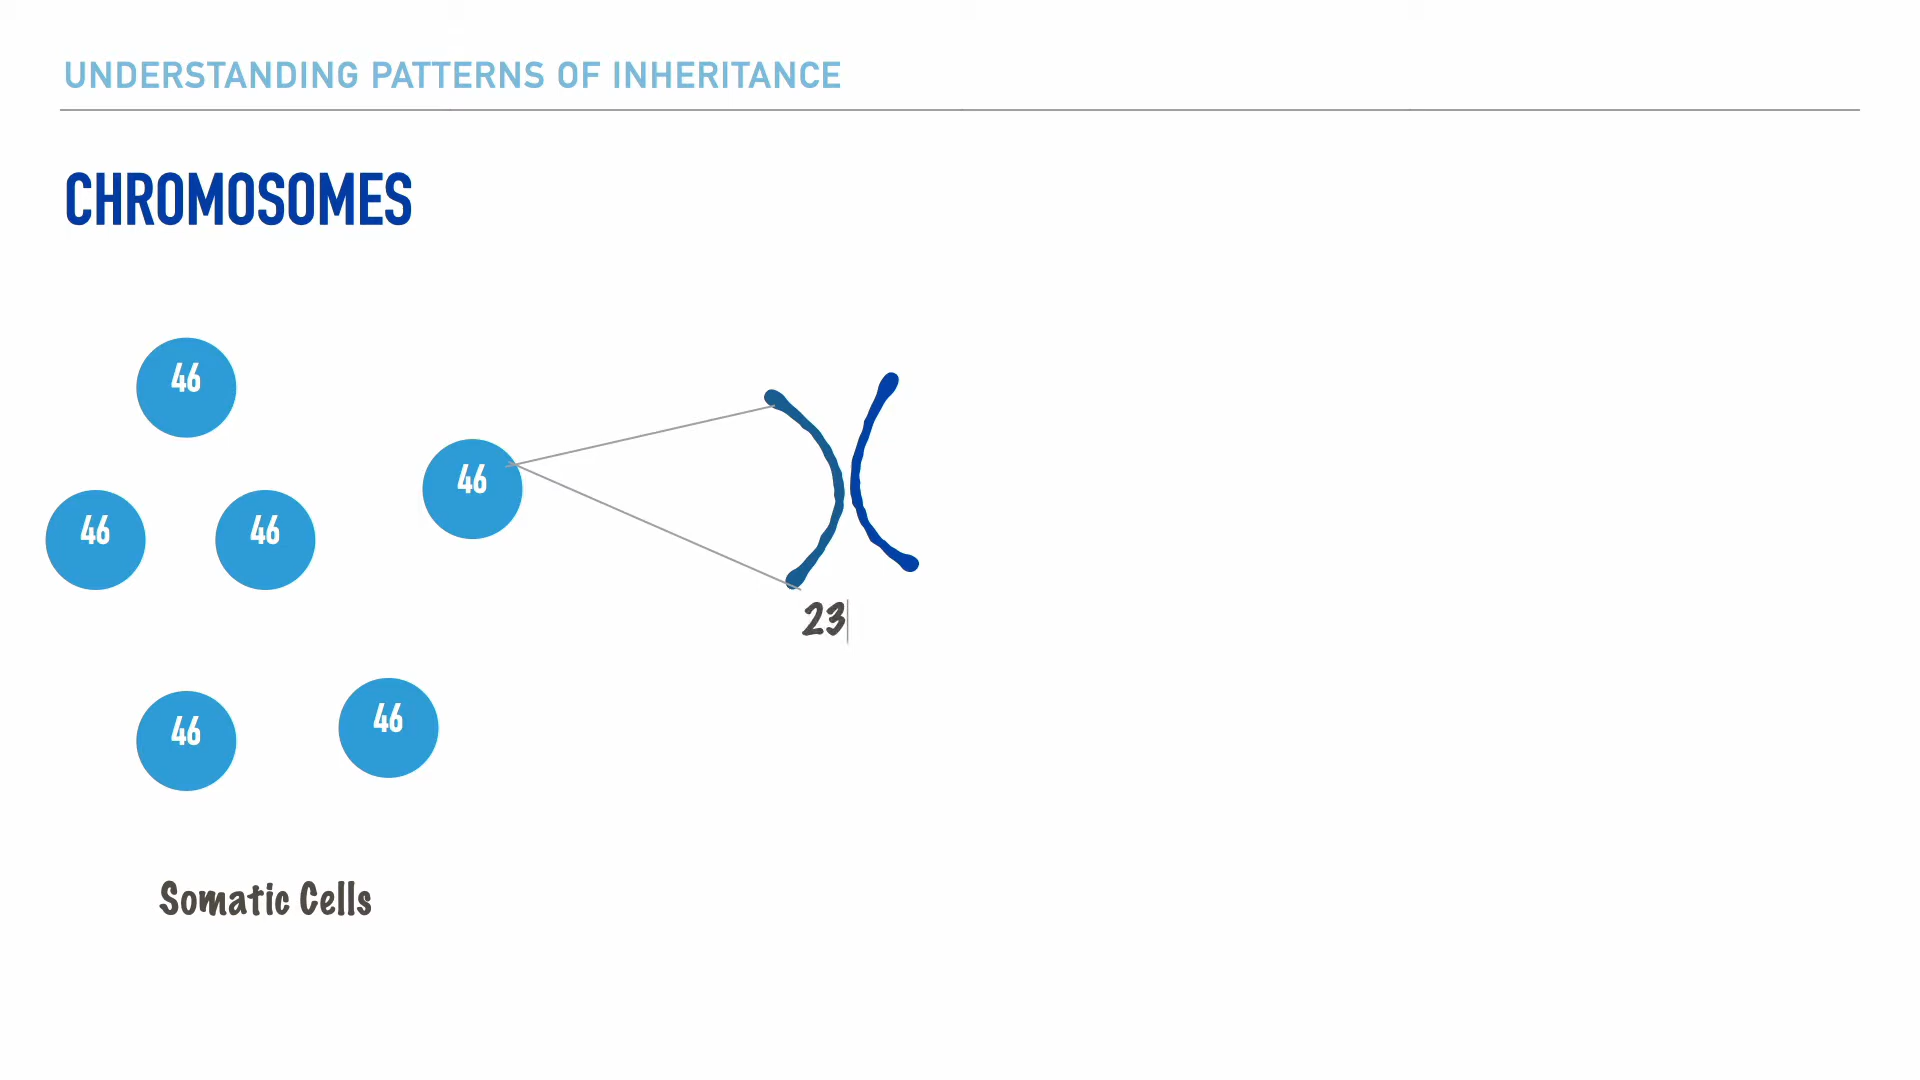 UNDERSTANDING PATTERNS OF INHERITANCE
CHROMOSOMES
46
46
46
46
23
46
46
Somatic Cells